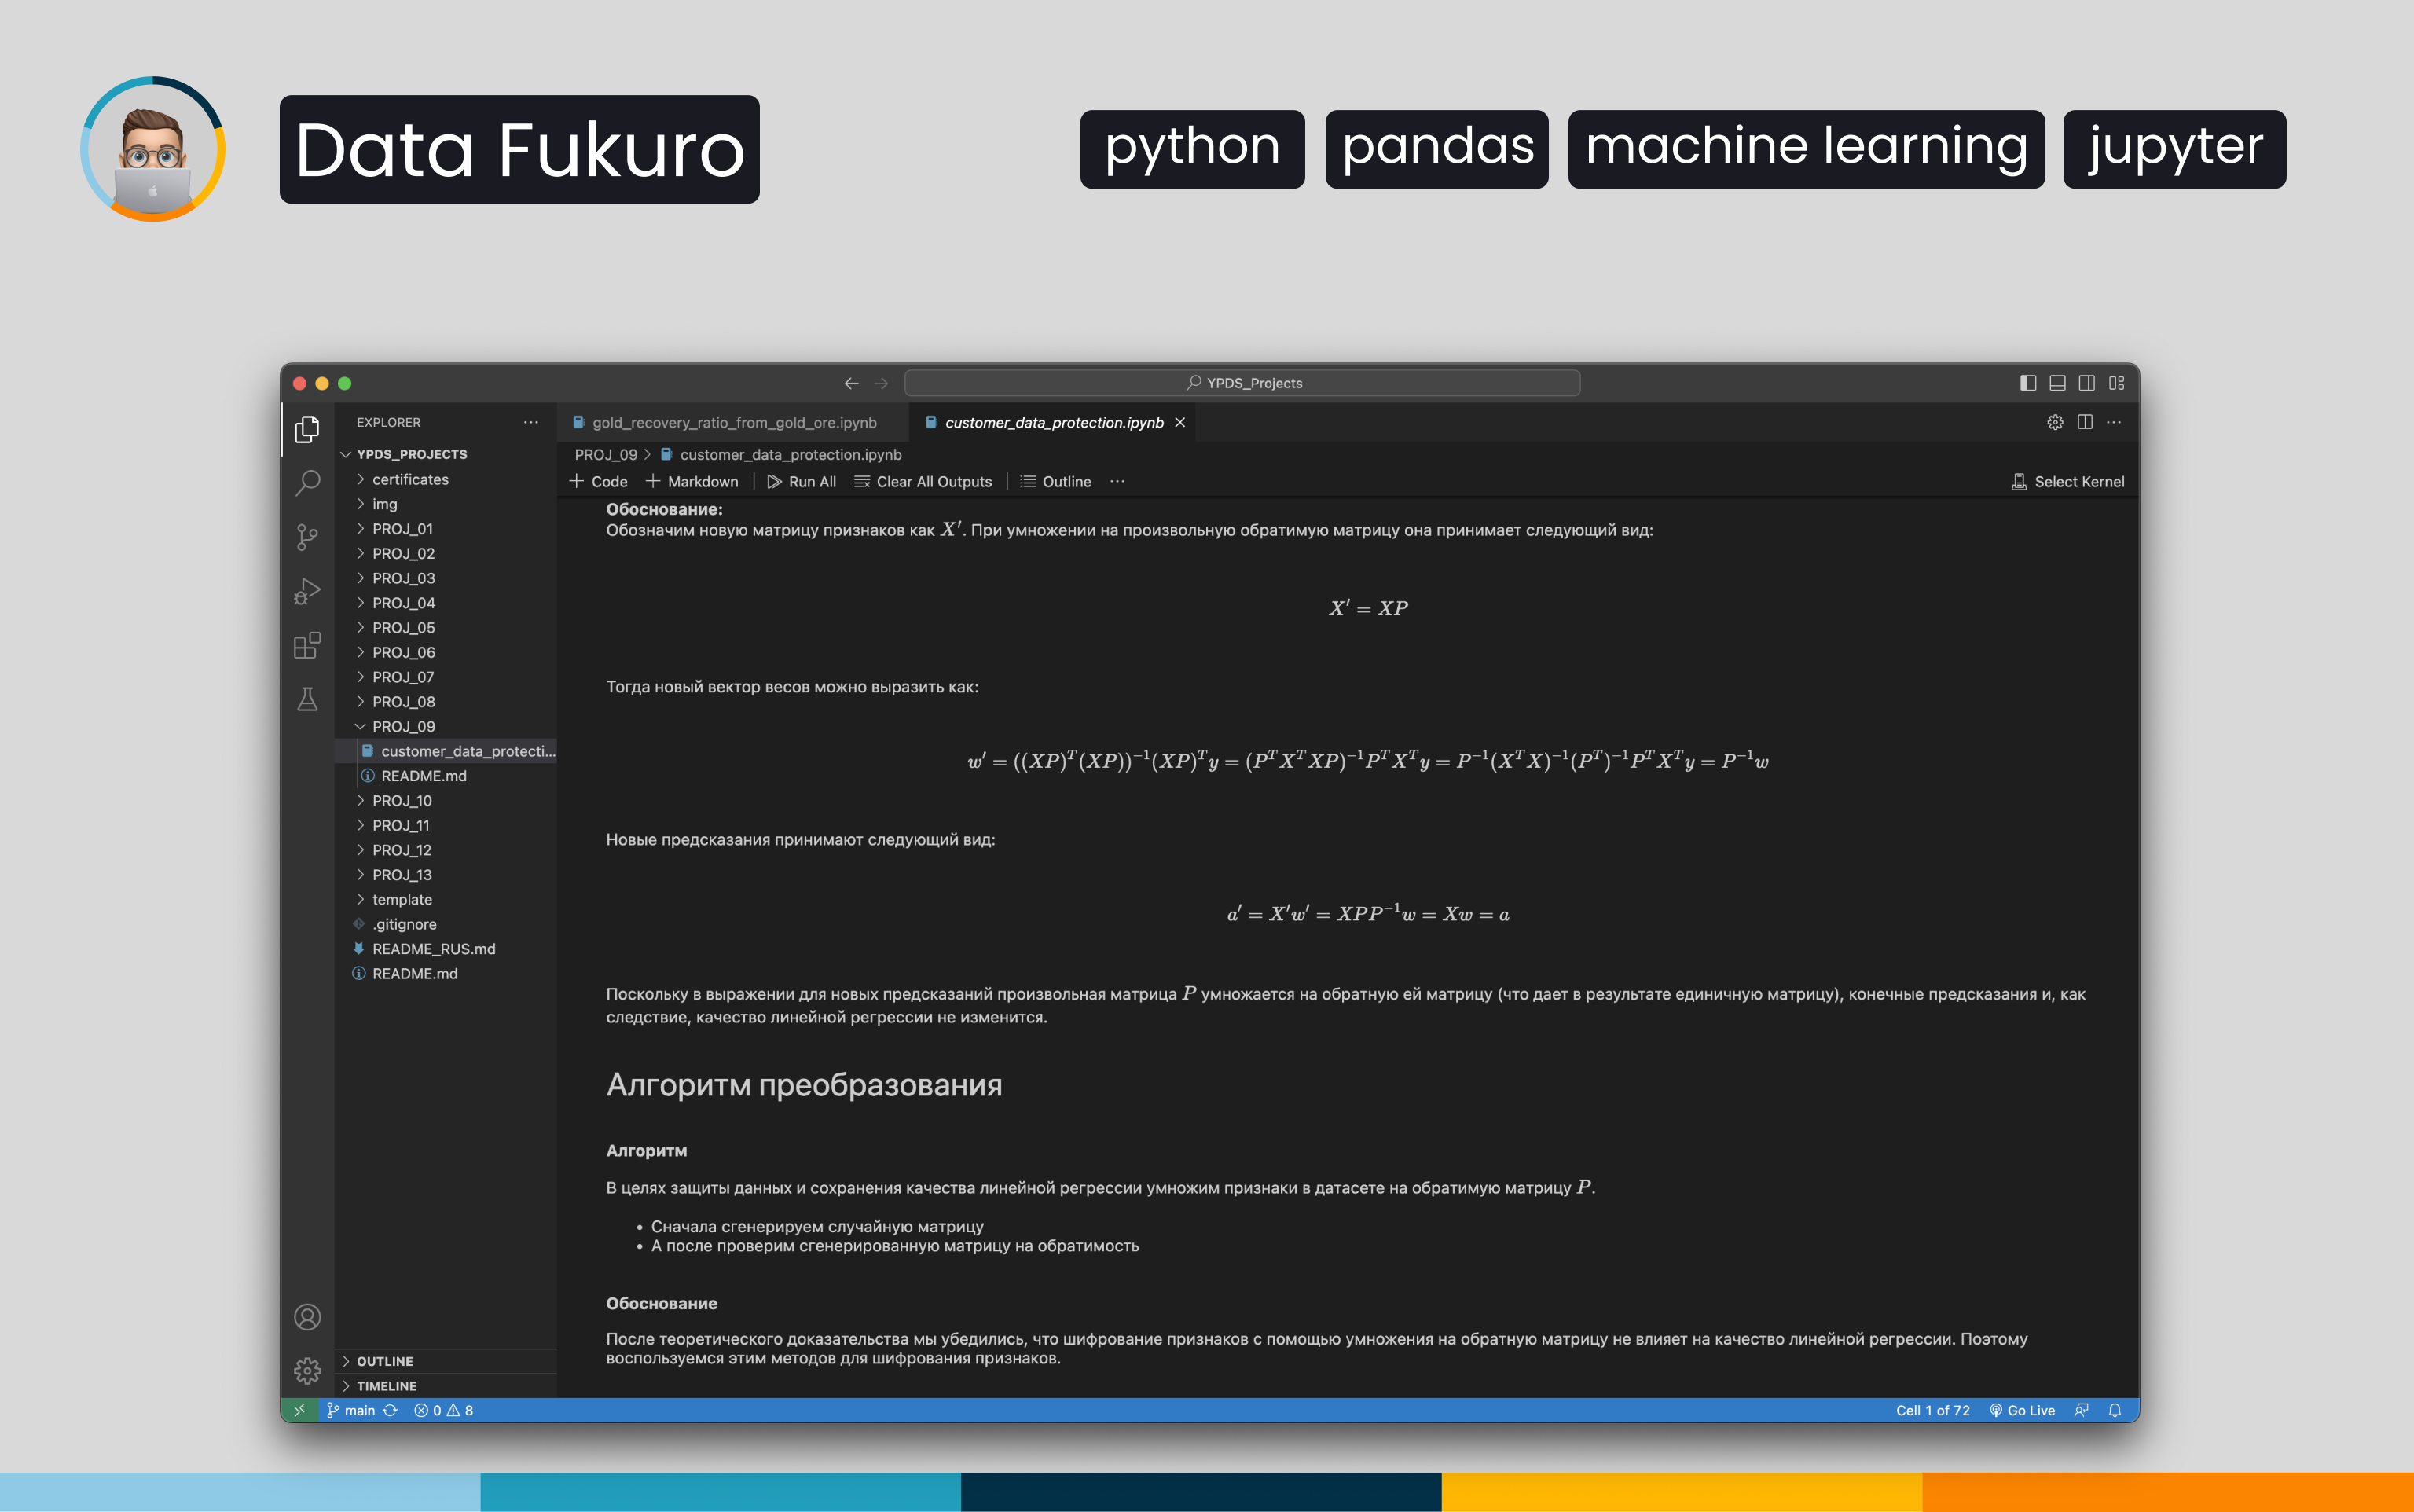 Data Fukuro
python pandas machine learning jupyter
YPDS_Projects
EXPLORER
YPDS_PROJECTS
certificates
img
PROJ_01
PROJ_02
PROJ_03
PROJ_04
PROJ_05
PROJ_06
PROJ_07
PROJ_08
PROJ_09
customer_data_protecti...
README.md
PROJ_10
PROJ_11
PROJ_12
PROJ_13
template
.gitignore
README_RUS.md
README.md
OUTLINE
TIMELINE
gold_recovery_ratio_from_gold_ore.ipynb customer_data_protection.ipynb
PROJ_09 > customer_data_protection.ipynb
+ Code + Markdown | Run All Clear All Outputs | Outline ... Select Kernel
Обоснование:
Обозначим новую матрицу признаков как X′. При умножении на произвольную обратимую матрицу она принимает следующий вид:
X′ = XP
Тогда новый вектор весов можно выразить как:
w′ = ((XP)^T(XP))^−1(XP)^T y = (P^T X^T XP)^−1 P^T X^T y = P^−1(X^T X)^−1(P^T)^−1 P^T X^T y = P^−1 w
Новые предсказания принимают следующий вид:
a′ = X′w′ = XPP^−1 w = Xw = a
Поскольку в выражении для новых предсказаний произвольная матрица P умножается на обратную ей матрицу (что дает в результате единичную матрицу), конечные предсказания и, как
следствие, качество линейной регрессии не изменится.
Алгоритм преобразования
Алгоритм
В целях защиты данных и сохранения качества линейной регрессии умножим признаки в датасете на обратимую матрицу P.
• Сначала сгенерируем случайную матрицу
• А после проверим сгенерированную матрицу на обратимость
Обоснование
После теоретического доказательства мы убедились, что шифрование признаков с помощью умножения на обратную матрицу не влияет на качество линейной регрессии. Поэтому
воспользуемся этим методов для шифрования признаков.
main 0 8 Cell 1 of 72 Go Live